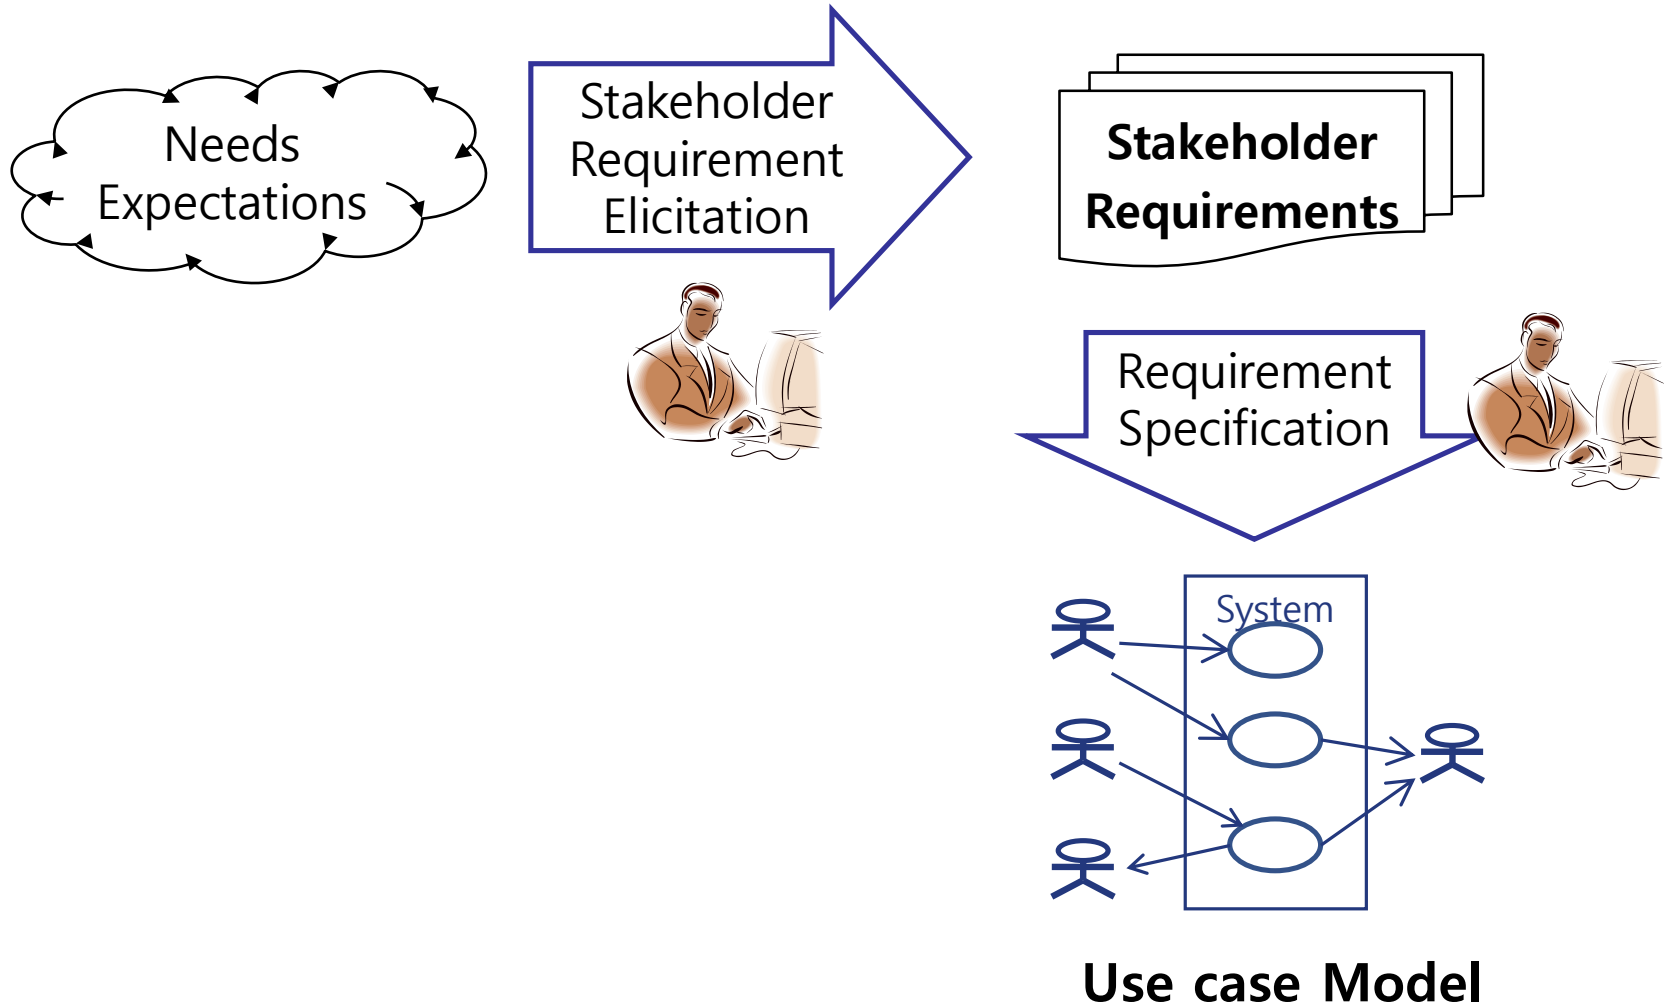 Needs
Expectations
Stakeholder
Requirement
Elicitation
Stakeholder
Requirements
Requirement
Specification
System
Use case Model